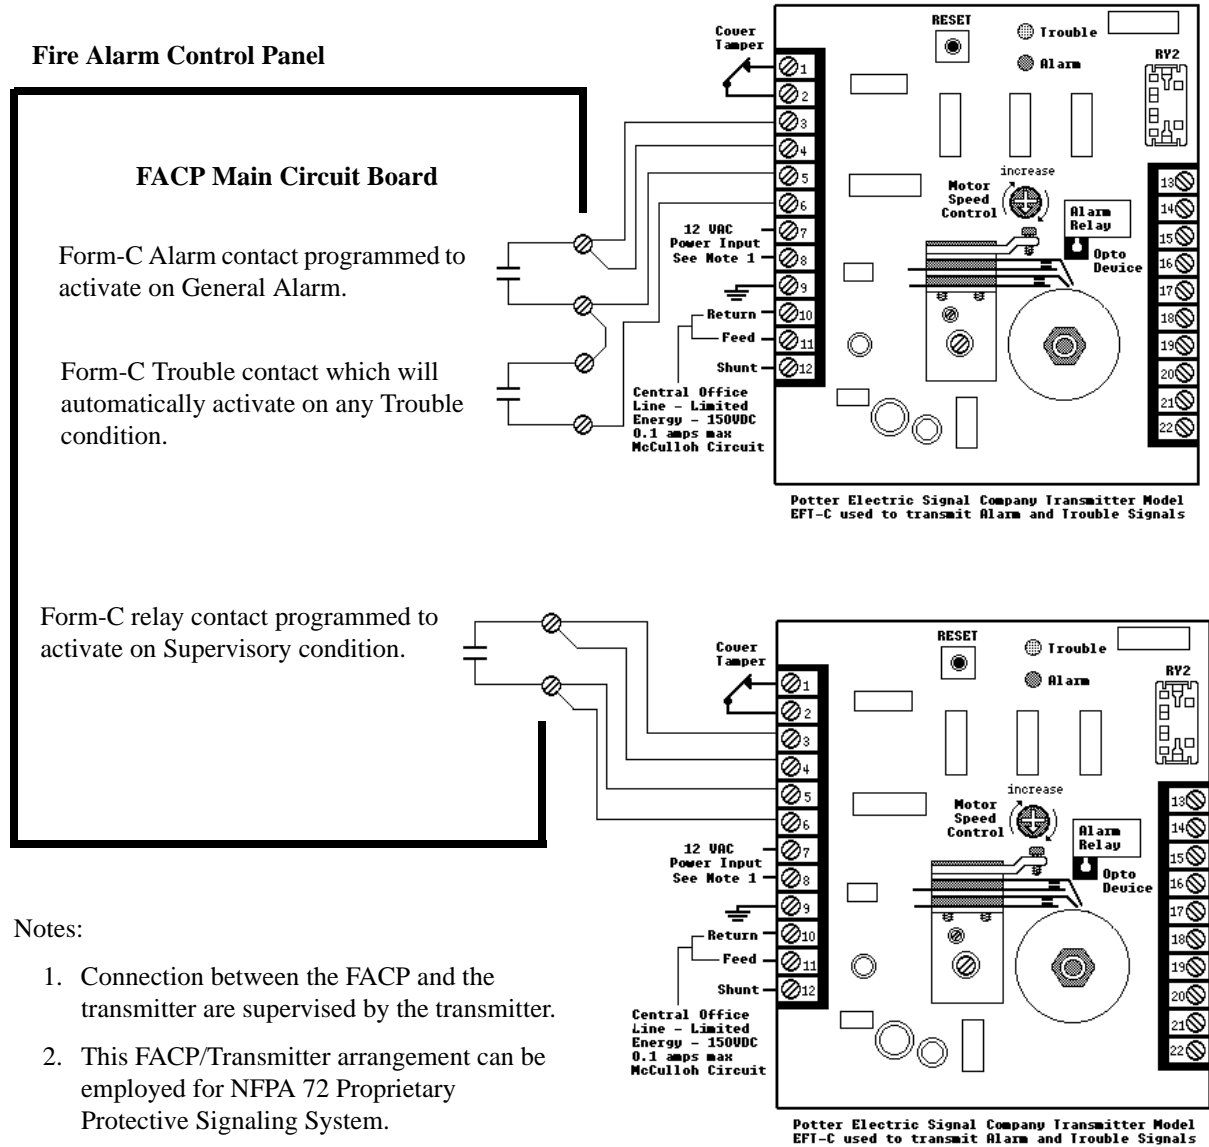 Fire Alarm Control Panel
FACP Main Circuit Board
Form-C Alarm contact programmed to
activate on General Alarm.
Form-C Trouble contact which will
automatically activate on any Trouble
condition.
Cover
Tamper
1
2
3
4
5
6
7
8
9
10
11
12
12 VAC
Power Input
See Note 1
Return
Feed
Shunt
Central Office
Line - Limited
Energy - 150VDC
0.1 amps max
McCulloh Circuit
RESET
Trouble
Alarm
RY2
increase
Motor
Speed
Control
Alarm
Relay
Opto
Device
13
14
15
16
17
18
19
20
21
22
Potter Electric Signal Company Transmitter Model
EFT-C used to transmit Alarm and Trouble Signals
Form-C relay contact programmed to
activate on Supervisory condition.
Cover
Tamper
1
2
3
4
5
6
7
8
9
10
11
12
12 VAC
Power Input
See Note 1
Return
Feed
Shunt
Central Office
Line - Limited
Energy - 150VDC
0.1 amps max
McCulloh Circuit
RESET
Trouble
Alarm
RY2
increase
Motor
Speed
Control
Alarm
Relay
Opto
Device
13
14
15
16
17
18
19
20
21
22
Potter Electric Signal Company Transmitter Model
EFT-C used to transmit Alarm and Trouble Signals
Notes:
1. Connection between the FACP and the
transmitter are supervised by the transmitter.
2. This FACP/Transmitter arrangement can be
employed for NFPA 72 Proprietary
Protective Signaling System.